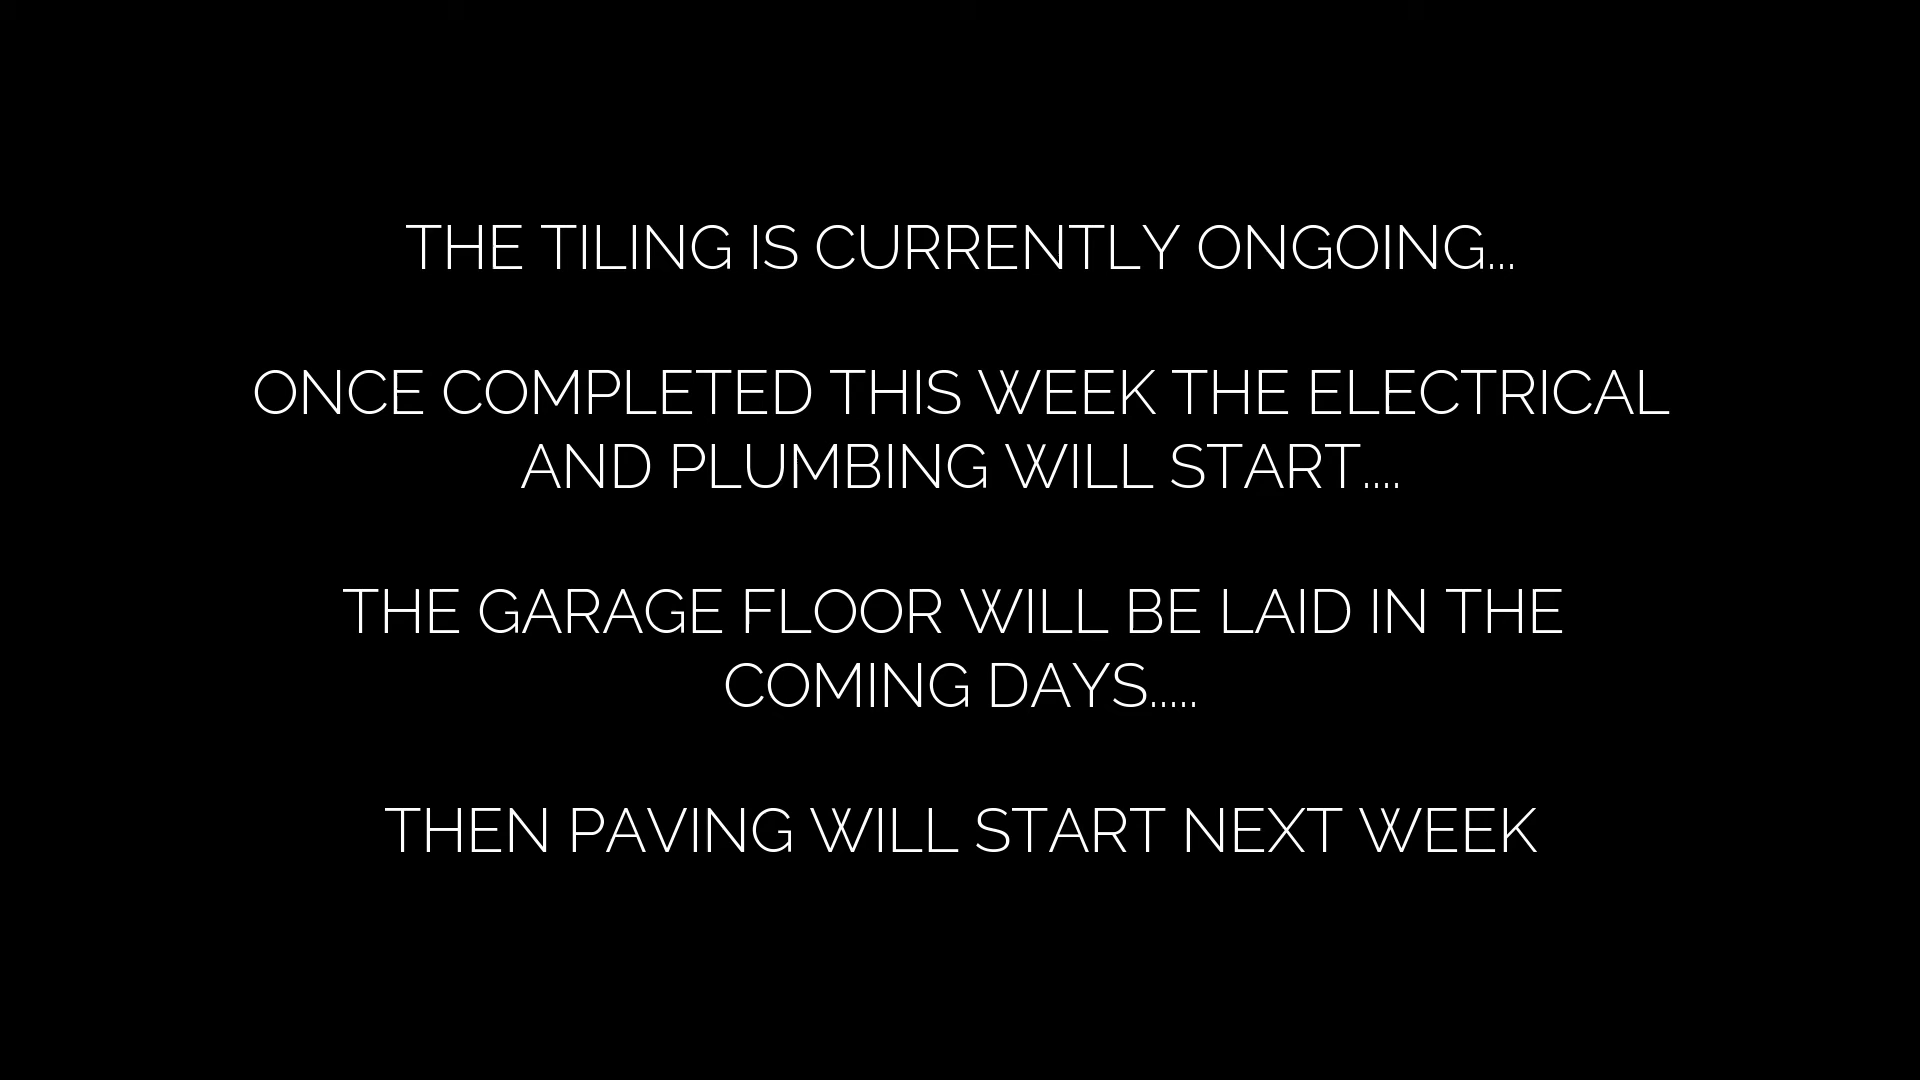 THE TILING IS CURRENTLY ONGOING...
ONCE COMPLETED THIS WEEK THE ELECTRICAL
AND PLUMBING WILL START....
THE GARAGE FLOOR WILL BE LAID IN THE
COMING DAYS.....
THEN PAVING WILL START NEXT WEEK